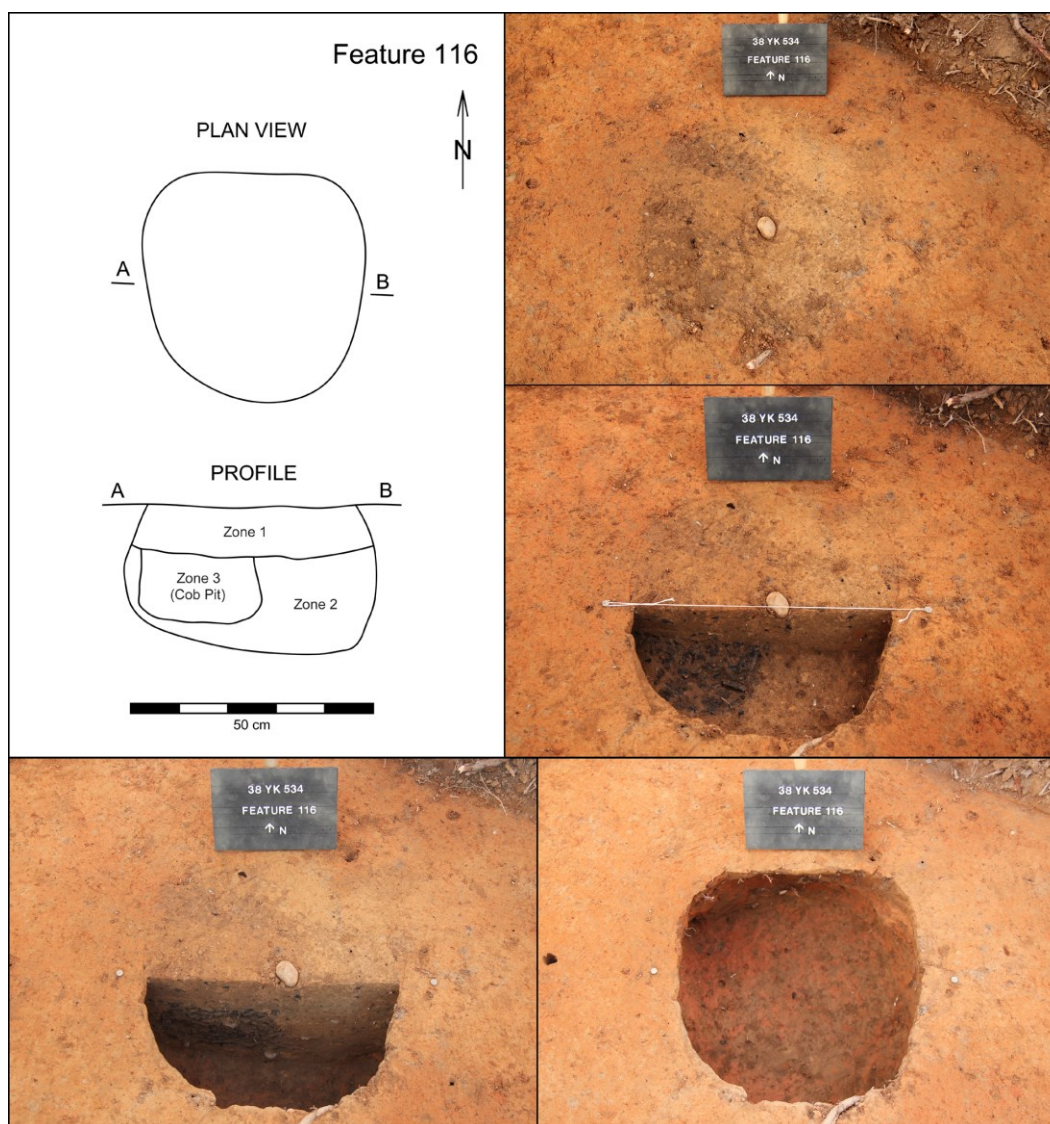 Feature 116
N
PLAN VIEW
A
B
PROFILE
A
B
Zone 1
Zone 3
(Cob Pit)
Zone 2
50 cm
38 YK 534
FEATURE 116
↑ N
38 YK 534
FEATURE 116
↑ N
38 YK 534
FEATURE 116
↑ N
38 YK 534
FEATURE 116
↑ N